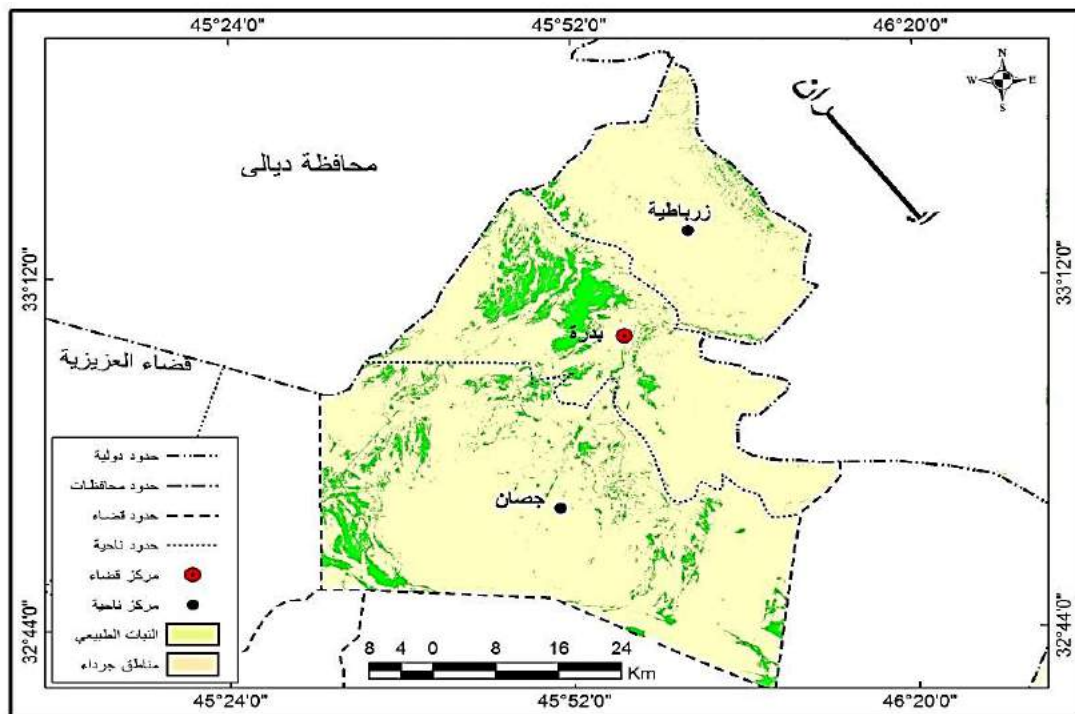 45°24'0" 45°52'0" 46°20'0"
N
W E
S
ايران
محافظة ديالى
زرباطية
33°12'0" 33°12'0"
بدرة
قضاء العزيزية
جصان
حدود دولية
حدود محافظات
حدود قضاء
حدود ناحية
مركز قضاء
مركز ناحية
النبات الطبيعي
مناطق جرداء
32°44'0" 32°44'0"
8 4 0 8 16 24
Km
45°24'0" 45°52'0" 46°20'0"